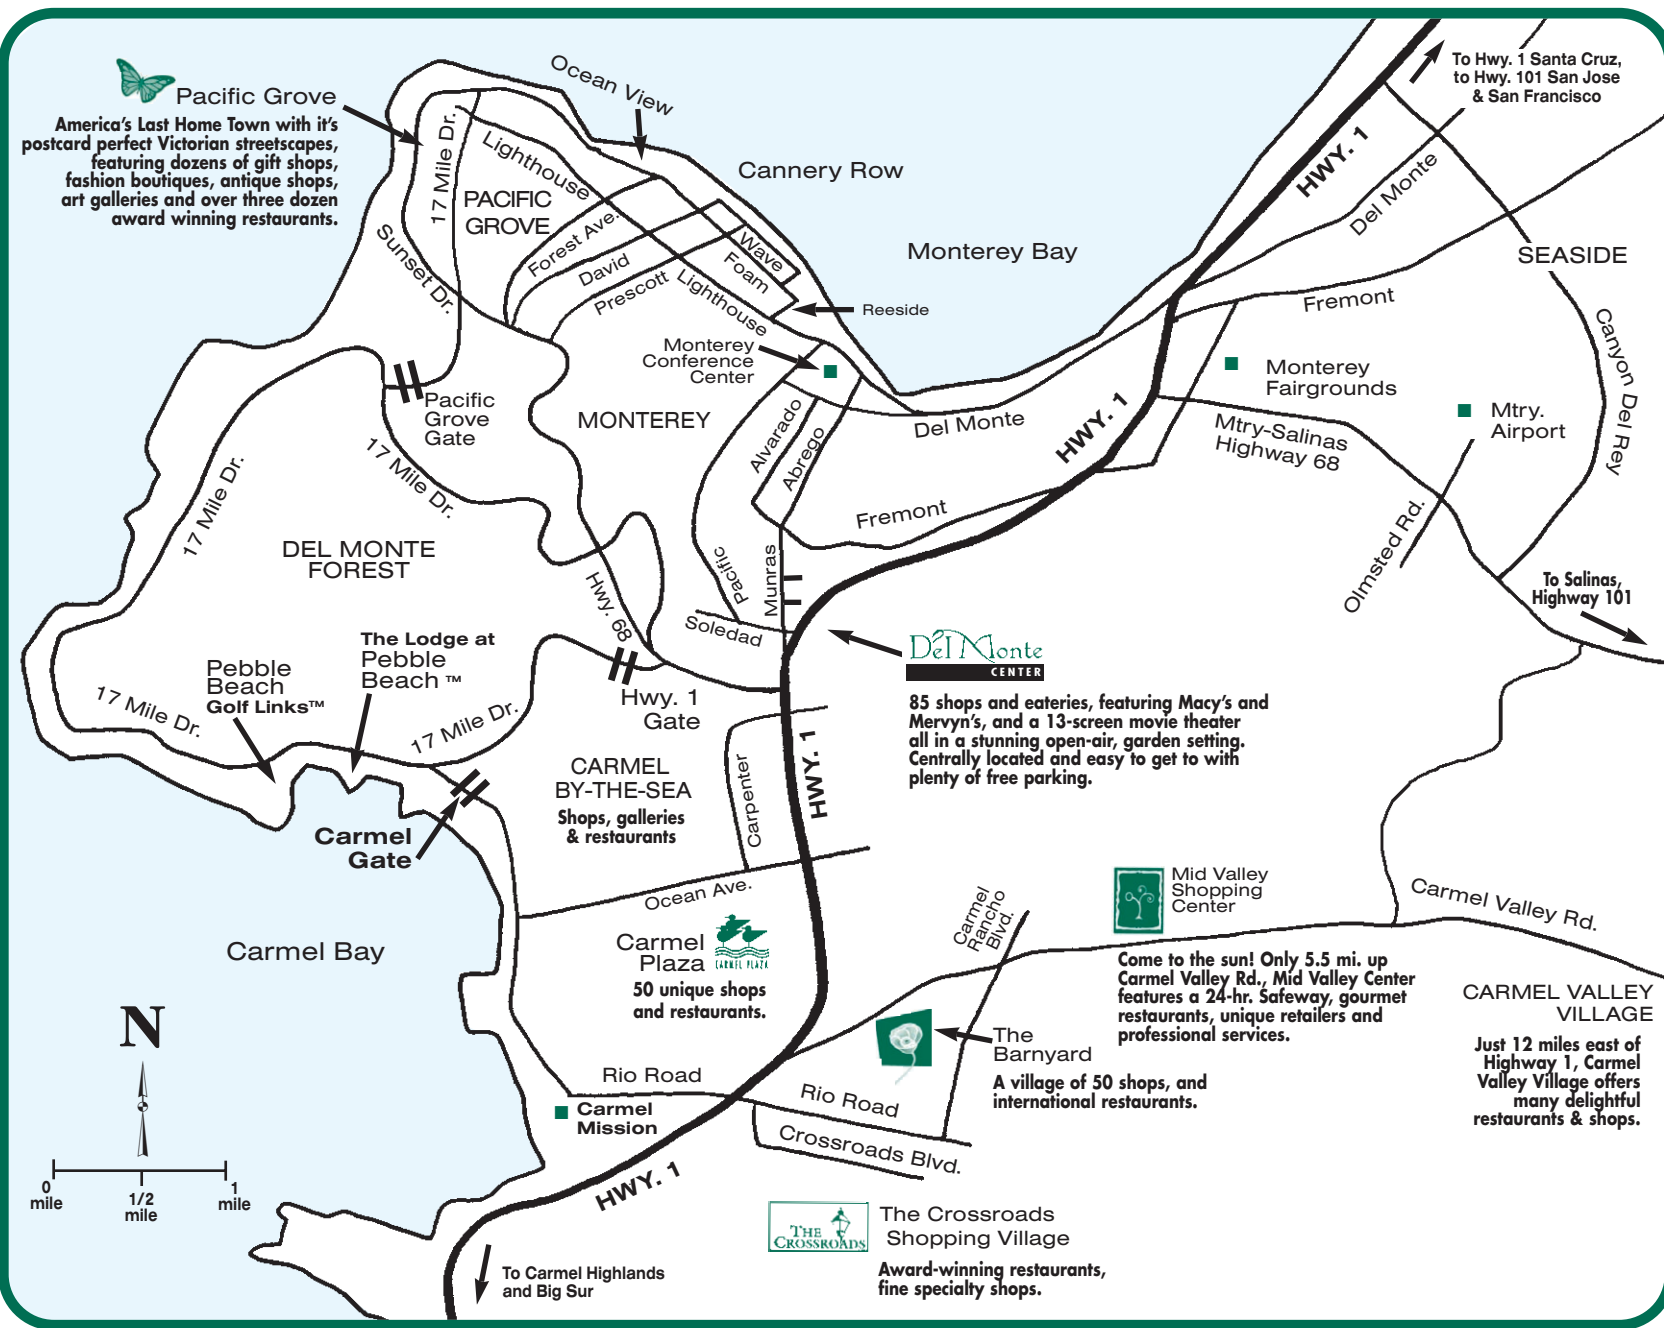 Pacific Grove
America's Last Home Town with it's
postcard perfect Victorian streetscapes,
featuring dozens of gift shops,
fashion boutiques, antique shops,
art galleries and over three dozen
award winning restaurants.
Ocean View
Cannery Row
Monterey Bay
To Hwy. 1 Santa Cruz,
to Hwy. 101 San Jose
& San Francisco
HWY. 1
Del Monte
SEASIDE
Fremont
Canyon Del Rey
17 Mile Dr.
Lighthouse
PACIFIC
GROVE
Sunset Dr.
Forest Ave.
David
Prescott
Lighthouse
Wave
Foam
Reeside
Monterey
Conference
Center
Monterey
Fairgrounds
Mtry.
Airport
Pacific
Grove
Gate
MONTEREY
Alvarado
Abrego
Del Monte
HWY. 1
Mtry-Salinas
Highway 68
17 Mile Dr.
17 Mile Dr.
Fremont
Olmsted Rd.
DEL MONTE
FOREST
Hwy. 68
Pacific
Munras
Soledad
To Salinas,
Highway 101
Del Monte
CENTER
85 shops and eateries, featuring Macy's and
Mervyn's, and a 13-screen movie theater
all in a stunning open-air, garden setting.
Centrally located and easy to get to with
plenty of free parking.
The Lodge at
Pebble
Beach ™
Pebble
Beach
Golf Links™
17 Mile Dr.
17 Mile Dr.
Hwy. 1
Gate
CARMEL
BY-THE-SEA
Shops, galleries
& restaurants
Carpenter
HWY. 1
Carmel
Gate
Ocean Ave.
Carmel
Plaza
CARMEL PLAZA
50 unique shops
and restaurants.
Carmel Bay
Carmel
Rancho
Blvd.
Mid Valley
Shopping
Center
Come to the sun! Only 5.5 mi. up
Carmel Valley Rd., Mid Valley Center
features a 24-hr. Safeway, gourmet
restaurants, unique retailers and
professional services.
Carmel Valley Rd.
CARMEL VALLEY
VILLAGE
Just 12 miles east of
Highway 1, Carmel
Valley Village offers
many delightful
restaurants & shops.
The
Barnyard
A village of 50 shops, and
international restaurants.
Rio Road
Rio Road
Crossroads Blvd.
Carmel
Mission
HWY. 1
N
0
mile
1/2
mile
1
mile
THE
CROSSROADS
The Crossroads
Shopping Village
Award-winning restaurants,
fine specialty shops.
To Carmel Highlands
and Big Sur